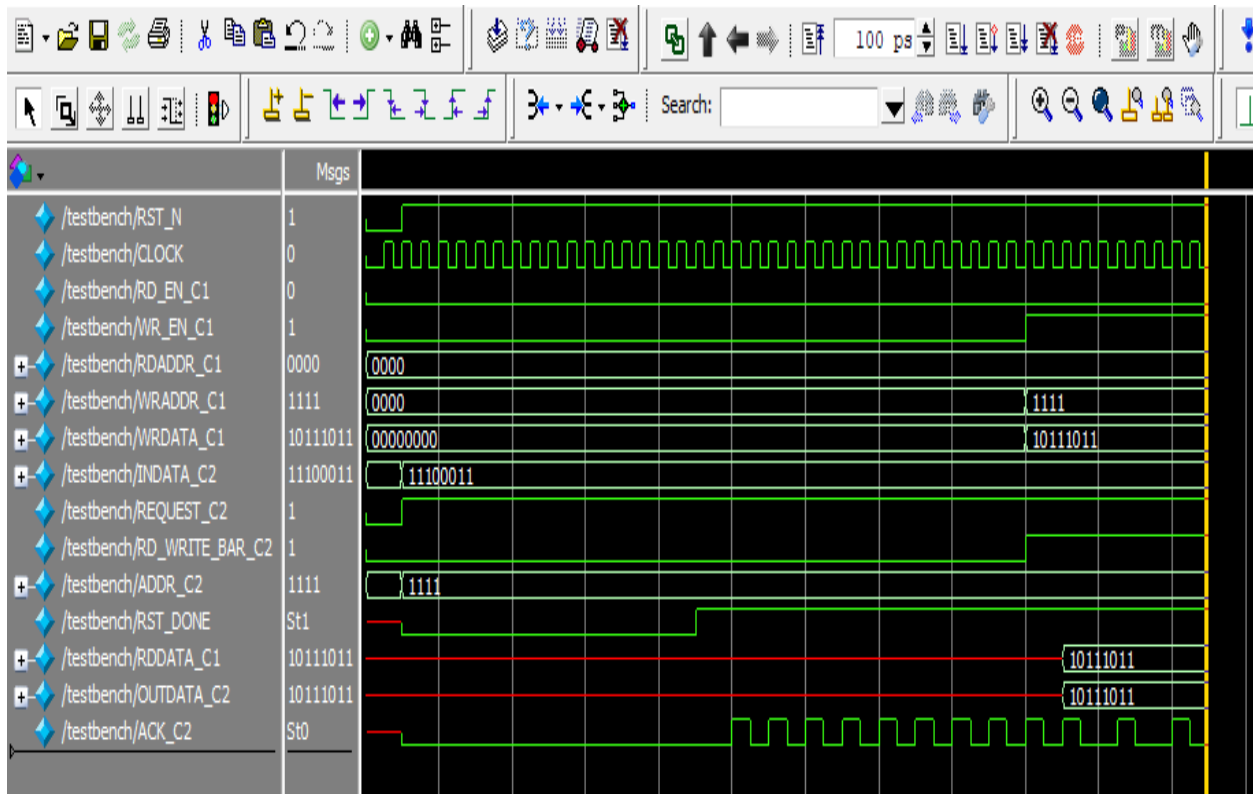 100 ps
Search:
Msgs
/testbench/RST_N 1
/testbench/CLOCK 0
/testbench/RD_EN_C1 0
/testbench/WR_EN_C1 1
/testbench/RDADDR_C1 0000 0000
/testbench/WRADDR_C1 1111 0000 1111
/testbench/WRDATA_C1 10111011 00000000 10111011
/testbench/INDATA_C2 11100011 11100011
/testbench/REQUEST_C2 1
/testbench/RD_WRITE_BAR_C2 1
/testbench/ADDR_C2 1111 1111
/testbench/RST_DONE St1
/testbench/RDDATA_C1 10111011 10111011
/testbench/OUTDATA_C2 10111011 10111011
/testbench/ACK_C2 St0